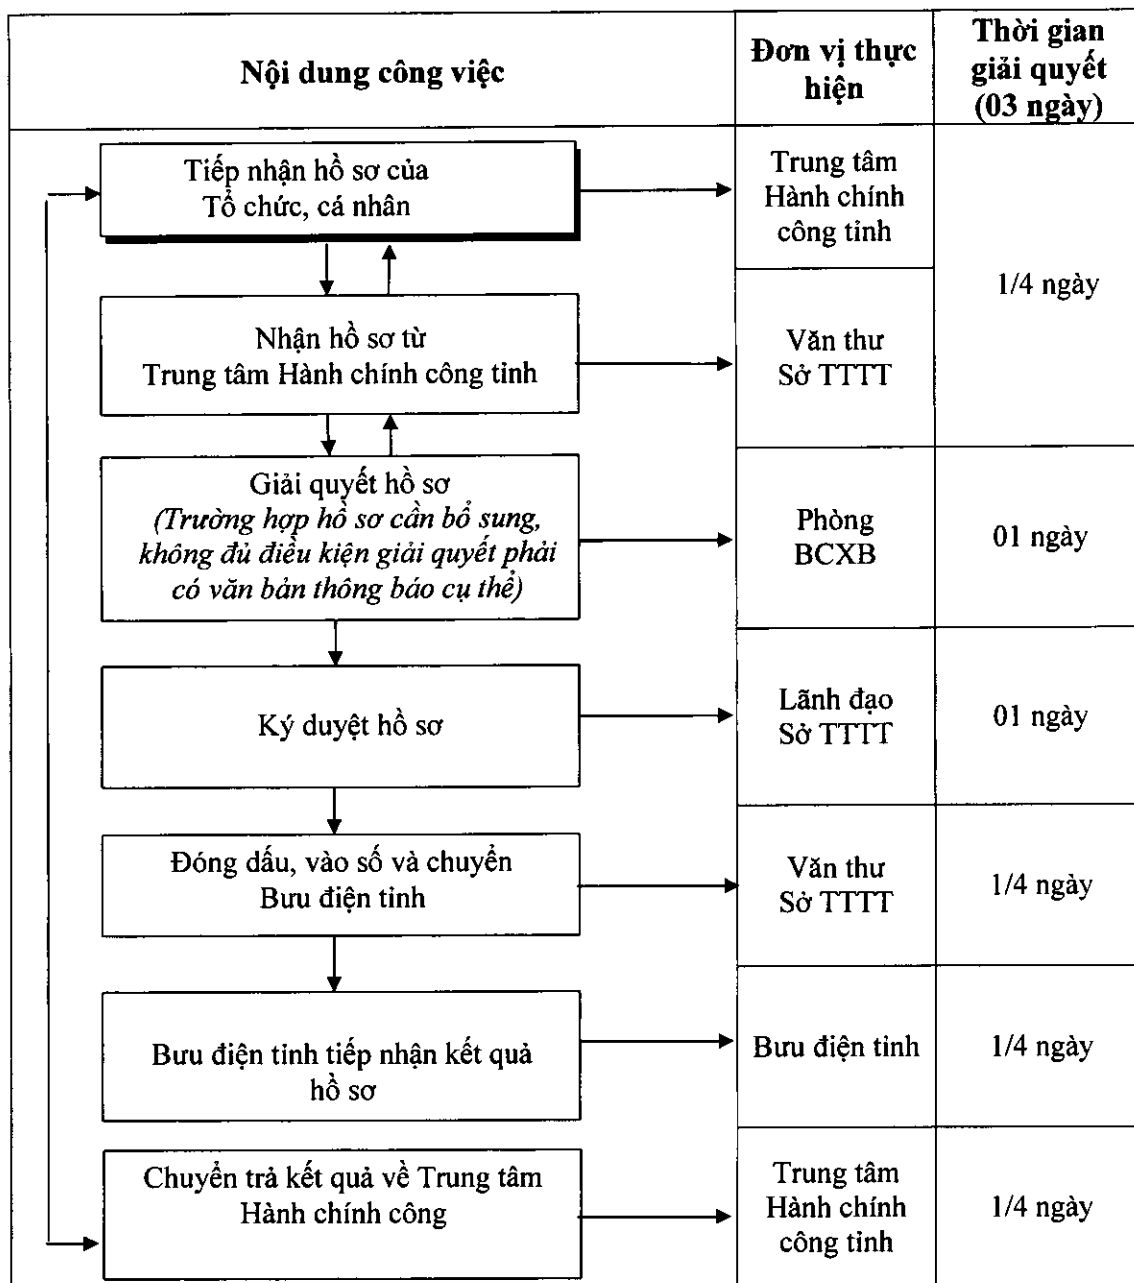 Nội dung công việc
Đơn vị thực
hiện
Thời gian
giải quyết
(03 ngày)
Tiếp nhận hồ sơ của
Tổ chức, cá nhân
Trung tâm
Hành chính
công tỉnh
1/4 ngày
Nhận hồ sơ từ
Trung tâm Hành chính công tỉnh
Văn thư
Sở TTTT
Giải quyết hồ sơ
(Trường hợp hồ sơ cần bổ sung,
không đủ điều kiện giải quyết phải
có văn bản thông báo cụ thể)
Phòng
BCXB
01 ngày
Ký duyệt hồ sơ
Lãnh đạo
Sở TTTT
01 ngày
Đóng dấu, vào số và chuyển
Bưu điện tỉnh
Văn thư
Sở TTTT
1/4 ngày
Bưu điện tỉnh tiếp nhận kết quả
hồ sơ
Bưu điện tỉnh
1/4 ngày
Chuyển trả kết quả về Trung tâm
Hành chính công
Trung tâm
Hành chính
công tỉnh
1/4 ngày